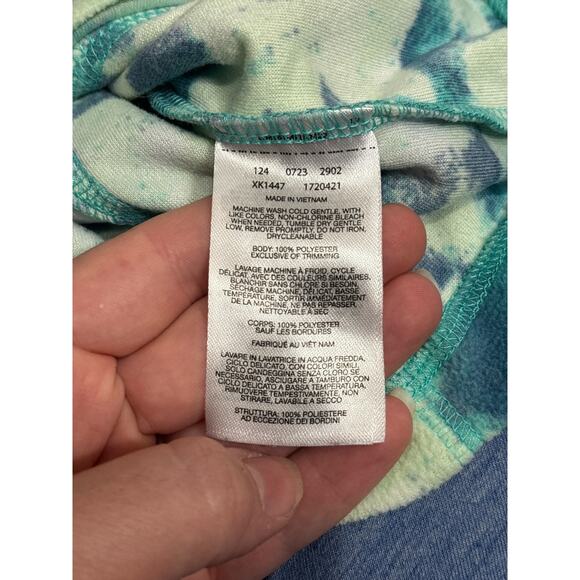 124 0723 2902
XK1447 1720421
MADE IN VIETNAM
MACHINE WASH COLD GENTLE, WITH
LIKE COLORS, NON-CHLORINE BLEACH
WHEN NEEDED, TUMBLE DRY GENTLE
LOW, REMOVE PROMPTLY, DO NOT IRON,
DRYCLEANABLE
BODY: 100% POLYESTER
EXCLUSIVE OF TRIMMING
LAVAGE MACHINE À FROID, CYCLE
DÉLICAT, AVEC DES COULEURS SIMILAIRES,
BLANCHIR SANS CHLORE SI BESOIN,
SÉCHAGE MACHINE, DÉLICAT, BASSE
TEMPÉRATURE, SORTIR IMMÉDIATEMENT
DE LA MACHINE, NE PAS REPASSER,
NETTOYABLE À SEC
CORPS: 100% POLYESTER
SAUF LES BORDURES
FABRIQUÉ AU VIÊT NAM
LAVARE IN LAVATRICE IN ACQUA FREDDA,
CICLO DELICATO, CON COLORI SIMILI,
SOLO CANDEGGINA SENZA CLORO SE
NECESSARIO, ASCIUGARE A TAMBURO CON
CICLO DELICATO A BASSA TEMPERATURA,
RIMUOVERE TEMPESTIVAMENTE, NON
STIRARE, LAVABILE A SECCO
STRUTTURA: 100% POLIESTERE
AD ECCEZIONE DEI BORDINI